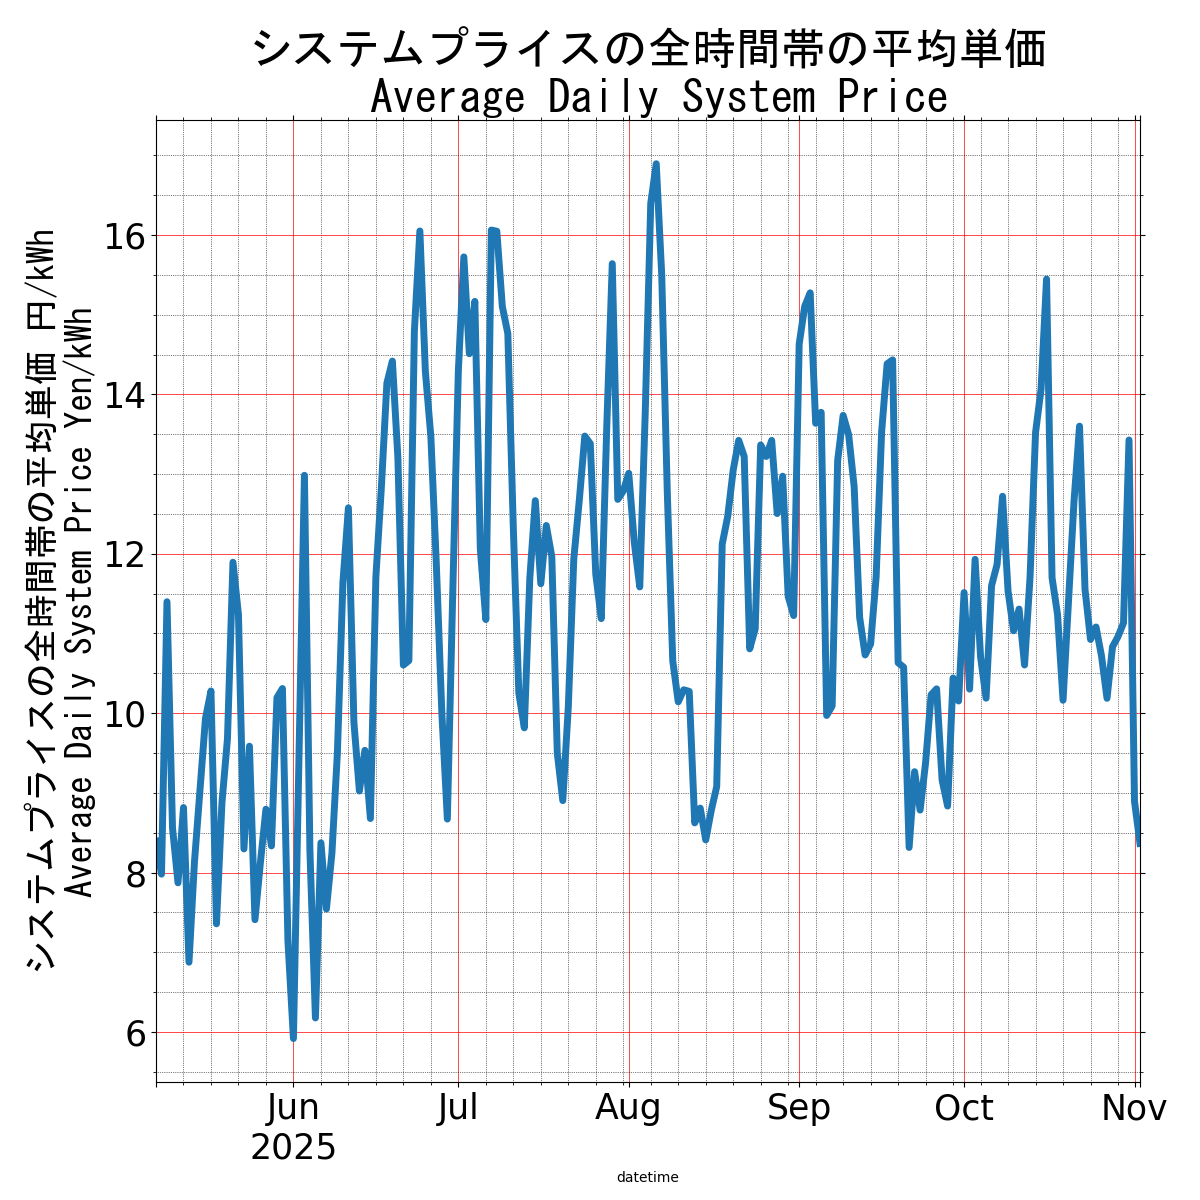 システムプライスの全時間帯の平均単価
Average Daily System Price
システムプライスの全時間帯の平均単価 円/kWh
Average Daily System Price Yen/kWh
16
14
12
10
8
6
Jun
2025
Jul
Aug
Sep
Oct
Nov
datetime